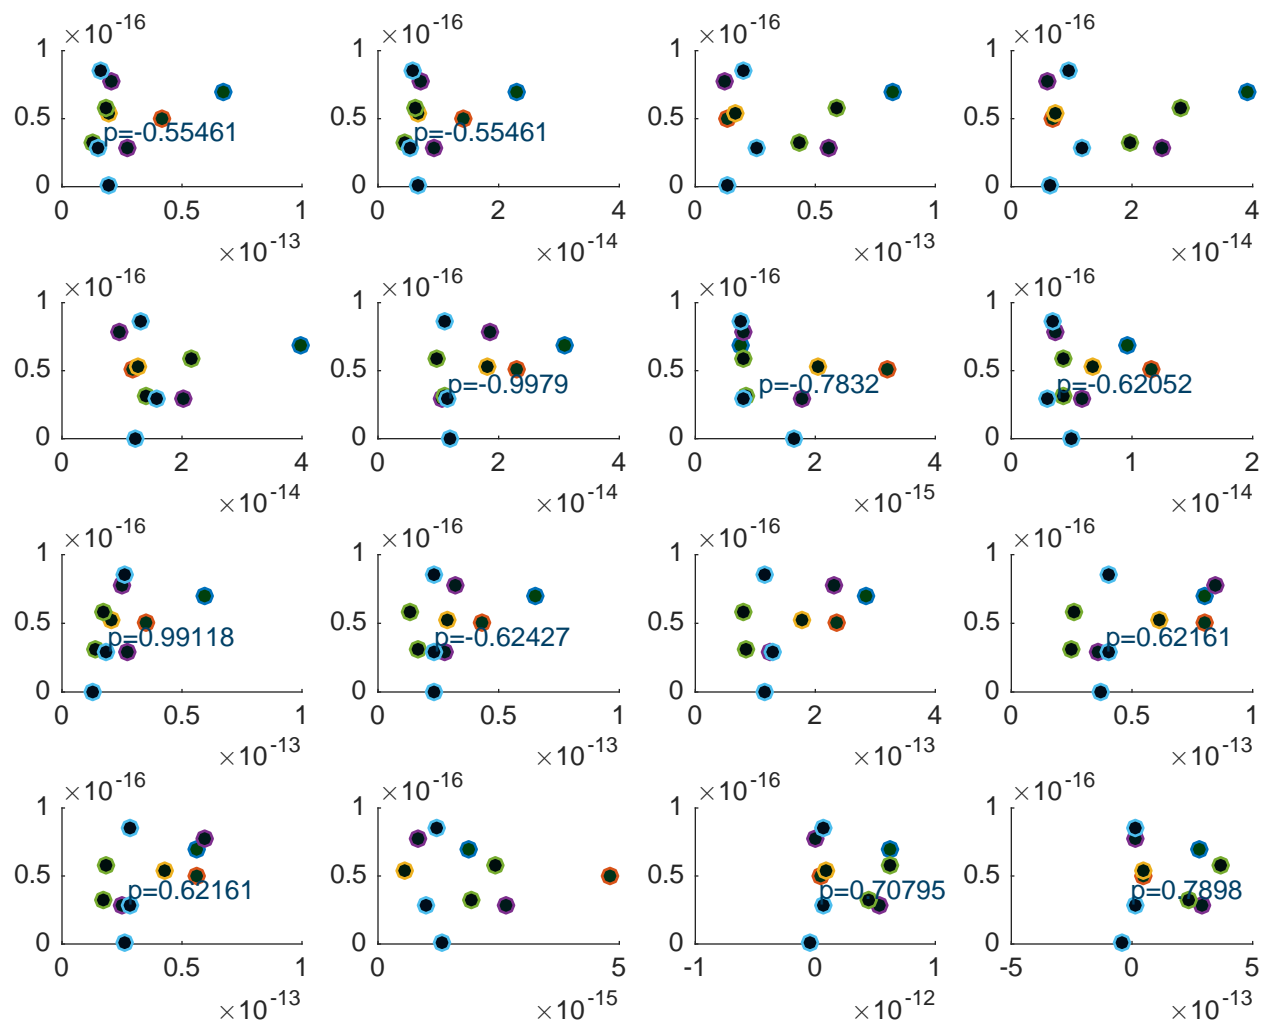 ×10-16 ×10-16 ×10-16 ×10-16
1 1 1 1
0.5 0.5 0.5 0.5
p=-0.55461 p=-0.55461
0 0 0 0
0 0.5 1 0 2 4 0 0.5 1 0 2 4
×10-13 ×10-14 ×10-13 ×10-14
×10-16 ×10-16 ×10-16 ×10-16
1 1 1 1
0.5 0.5 0.5 0.5
p=-0.9979 p=-0.7832 p=-0.62052
0 0 0 0
0 2 4 0 2 4 0 2 4 0 1 2
×10-14 ×10-14 ×10-15 ×10-14
×10-16 ×10-16 ×10-16 ×10-16
1 1 1 1
0.5 0.5 0.5 0.5
p=0.99118 p=-0.62427 p=0.62161
0 0 0 0
0 0.5 1 0 0.5 1 0 2 4 0 0.5 1
×10-13 ×10-13 ×10-13 ×10-13
×10-16 ×10-16 ×10-16 ×10-16
1 1 1 1
0.5 0.5 0.5 0.5
p=0.62161 p=0.70795 p=0.7898
0 0 0 0
0 0.5 1 0 5 -1 0 1 -5 0 5
×10-13 ×10-15 ×10-12 ×10-13